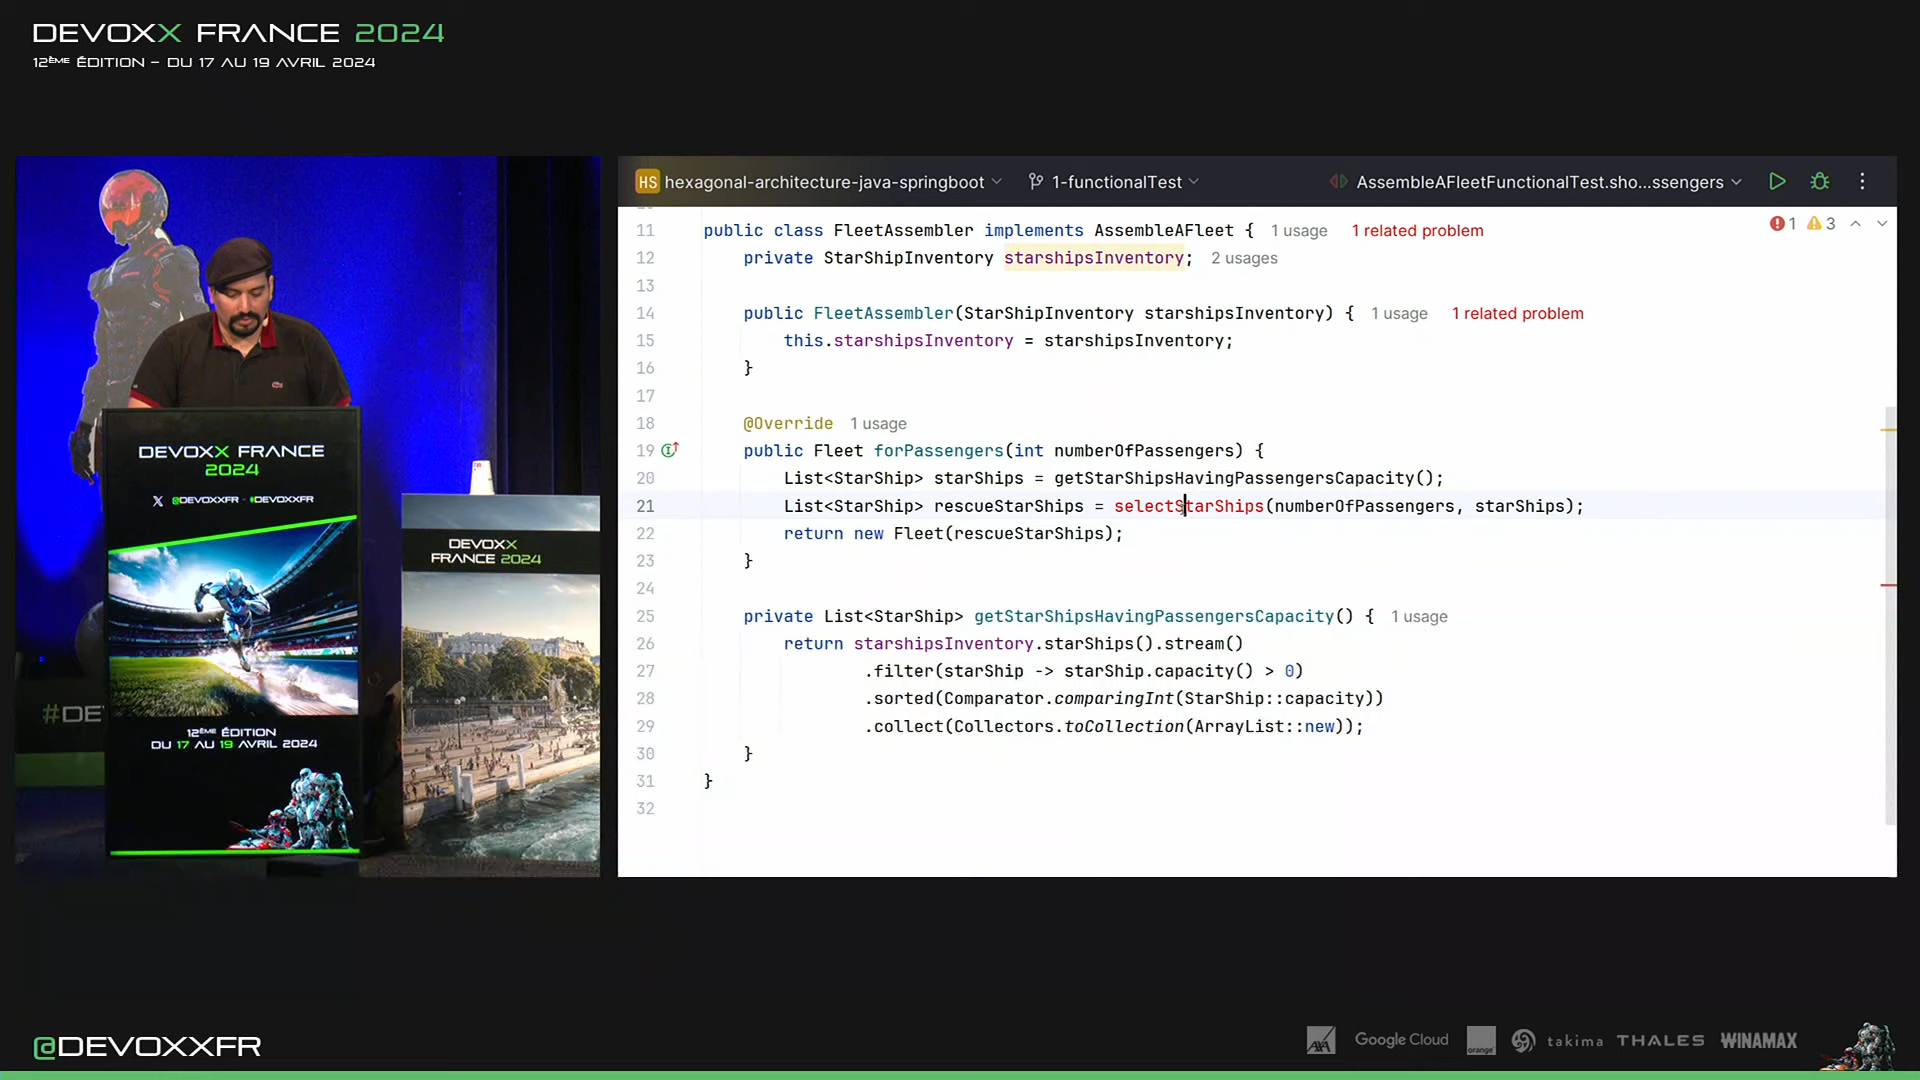 DEVOXX FRANCE 2024
12ÈME ÉDITION – DU 17 AU 19 AVRIL 2024
DEVOXX FRANCE
2024
X @DEVOXXFR - #DEVOXXFR
12ÈME ÉDITION
DU 17 AU 19 AVRIL 2024
#DE
DEVOXX
FRANCE 2024
HS hexagonal-architecture-java-springboot 1-functionalTest AssembleAFleetFunctionalTest.sho...ssengers
1 3
11 public class FleetAssembler implements AssembleAFleet { 1 usage 1 related problem
12 private StarShipInventory starshipsInventory; 2 usages
13
14 public FleetAssembler(StarShipInventory starshipsInventory) { 1 usage 1 related problem
15 this.starshipsInventory = starshipsInventory;
16 }
17
18 @Override 1 usage
19 public Fleet forPassengers(int numberOfPassengers) {
20 List<StarShip> starShips = getStarShipsHavingPassengersCapacity();
21 List<StarShip> rescueStarShips = selectStarShips(numberOfPassengers, starShips);
22 return new Fleet(rescueStarShips);
23 }
24
25 private List<StarShip> getStarShipsHavingPassengersCapacity() { 1 usage
26 return starshipsInventory.starShips().stream()
27 .filter(starShip -> starShip.capacity() > 0)
28 .sorted(Comparator.comparingInt(StarShip::capacity))
29 .collect(Collectors.toCollection(ArrayList::new));
30 }
31 }
32
@DEVOXXFR
AXA Google Cloud orange takima THALES WINAMAX